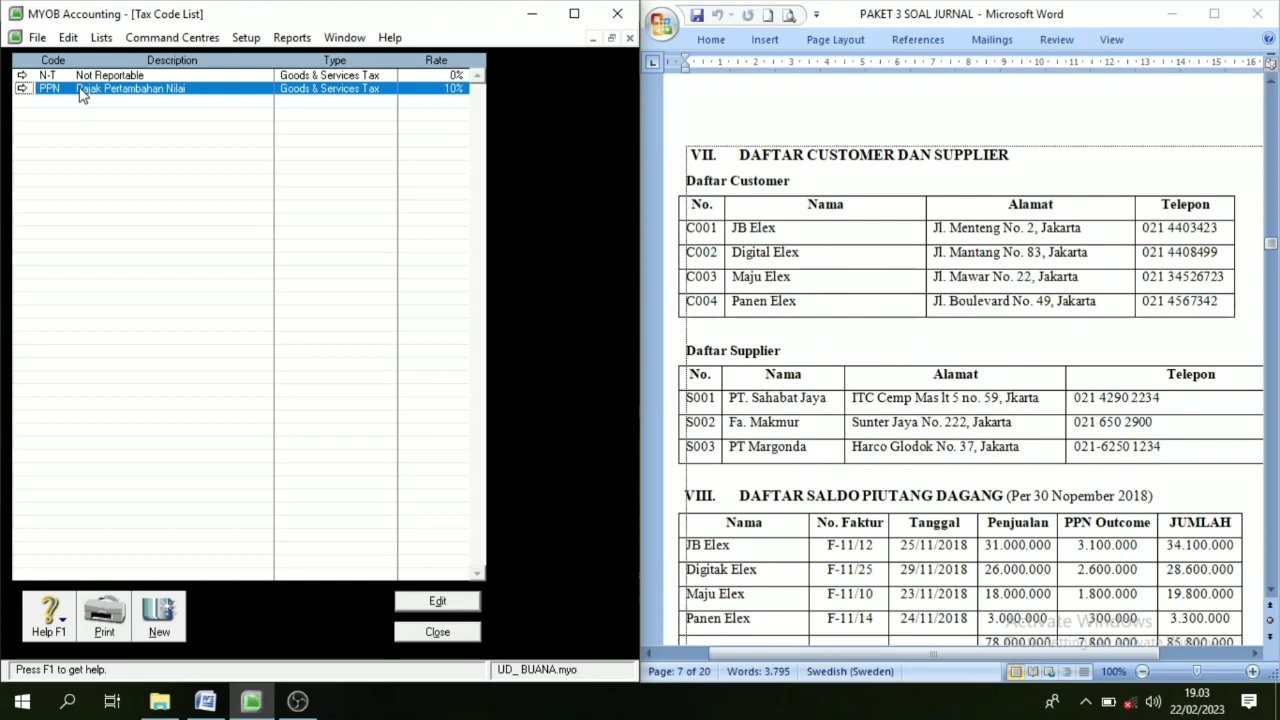 MYOB Accounting - [Tax Code List]
File Edit Lists Command Centres Setup Reports Window Help
Code Description Type Rate
N-T Not Reportable Goods & Services Tax 0%
PPN Pajak Pertambahan Nilai Goods & Services Tax 10%
Edit
Help F1 Print New Close
Press F1 to get help. UD_ BUANA.myo
PAKET 3 SOAL JURNAL - Microsoft Word
Home Insert Page Layout References Mailings Review View
VII. DAFTAR CUSTOMER DAN SUPPLIER
Daftar Customer
No. Nama Alamat Telepon
C001 JB Elex Jl. Menteng No. 2, Jakarta 021 4403423
C002 Digital Elex Jl. Mantang No. 83, Jakarta 021 4408499
C003 Maju Elex Jl. Mawar No. 22, Jakarta 021 34526723
C004 Panen Elex Jl. Boulevard No. 49, Jakarta 021 4567342
Daftar Supplier
No. Nama Alamat Telepon
S001 PT. Sahabat Jaya ITC Cemp Mas lt 5 no. 59, Jkarta 021 4290 2234
S002 Fa. Makmur Sunter Jaya No. 222, Jakarta 021 650 2900
S003 PT Margonda Harco Glodok No. 37, Jakarta 021-6250 1234
VIII. DAFTAR SALDO PIUTANG DAGANG (Per 30 Nopember 2018)
Nama No. Faktur Tanggal Penjualan PPN Outcome JUMLAH
JB Elex F-11/12 25/11/2018 31.000.000 3.100.000 34.100.000
Digitak Elex F-11/25 29/11/2018 26.000.000 2.600.000 28.600.000
Maju Elex F-11/10 23/11/2018 18.000.000 1.800.000 19.800.000
Panen Elex F-11/14 24/11/2018 3.000.000 300.000 3.300.000
Activate Windows
78.000.000 7.800.000 85.800.000
Page: 7 of 20 Words: 3.795 Swedish (Sweden) 100%
19.03
22/02/2023